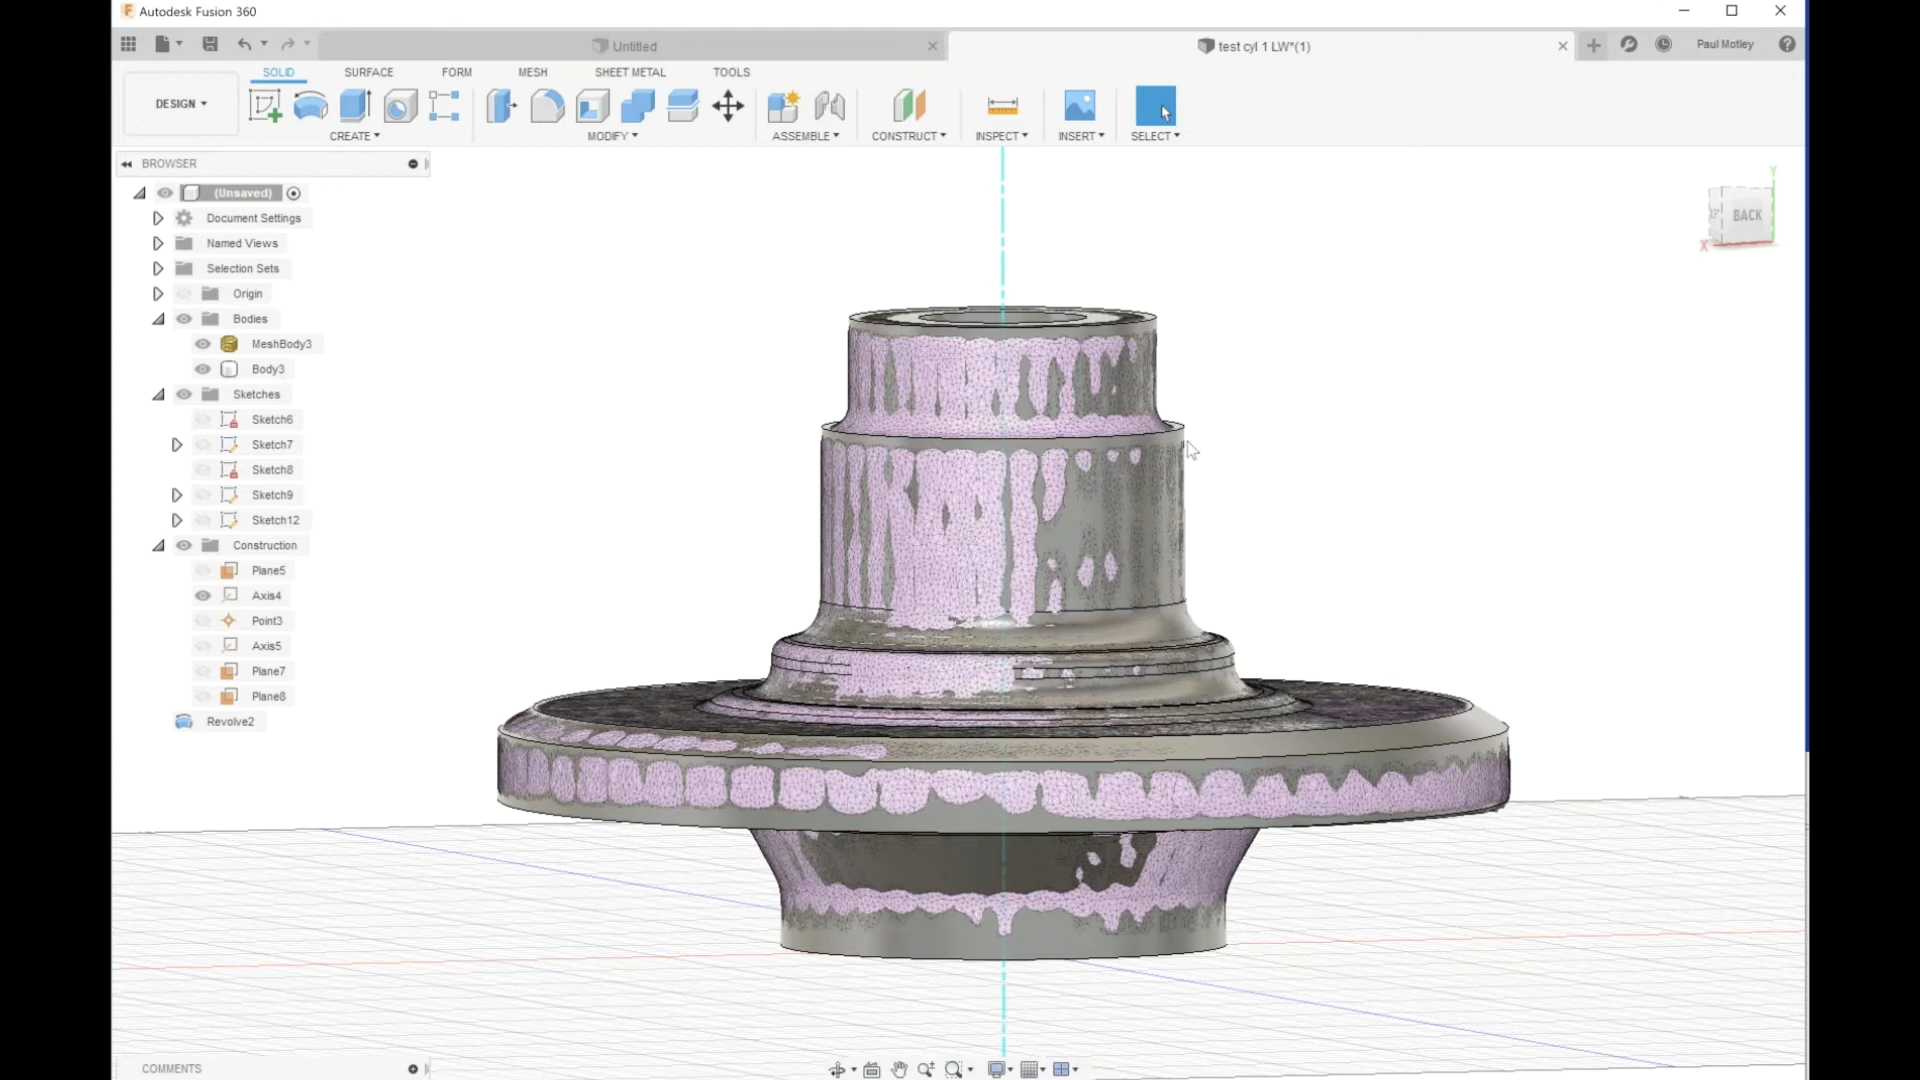 Autodesk Fusion 360
Untitled
test cyl 1 LW*(1)
Paul Motley
SOLID SURFACE FORM MESH SHEET METAL TOOLS
DESIGN
CREATE MODIFY ASSEMBLE CONSTRUCT INSPECT INSERT SELECT
BROWSER
(Unsaved)
Document Settings
Named Views
Selection Sets
Origin
Bodies
MeshBody3
Body3
Sketches
Sketch6
Sketch7
Sketch8
Sketch9
Sketch12
Construction
Plane5
Axis4
Point3
Axis5
Plane7
Plane8
Revolve2
Y
BACK
X
COMMENTS